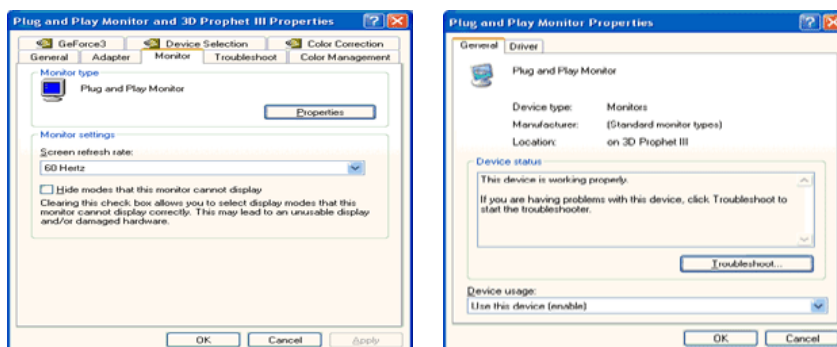 Plug and Play Monitor and 3D Prophet III Properties
GeForce3 Device Selection Color Correction
General Adapter Monitor Troubleshoot Color Management
Monitor type
Plug and Play Monitor
Properties
Monitor settings
Screen refresh rate:
60 Hertz
Hide modes that this monitor cannot display
Clearing this check box allows you to select display modes that this
monitor cannot display correctly. This may lead to an unusable display
and/or damaged hardware.
OK Cancel Apply
Plug and Play Monitor Properties
General Driver
Plug and Play Monitor
Device type: Monitors
Manufacturer: (Standard monitor types)
Location: on 3D Prophet III
Device status
This device is working properly.
If you are having problems with this device, click Troubleshoot to
start the troubleshooter.
Troubleshoot...
Device usage:
Use this device (enable)
OK Cancel